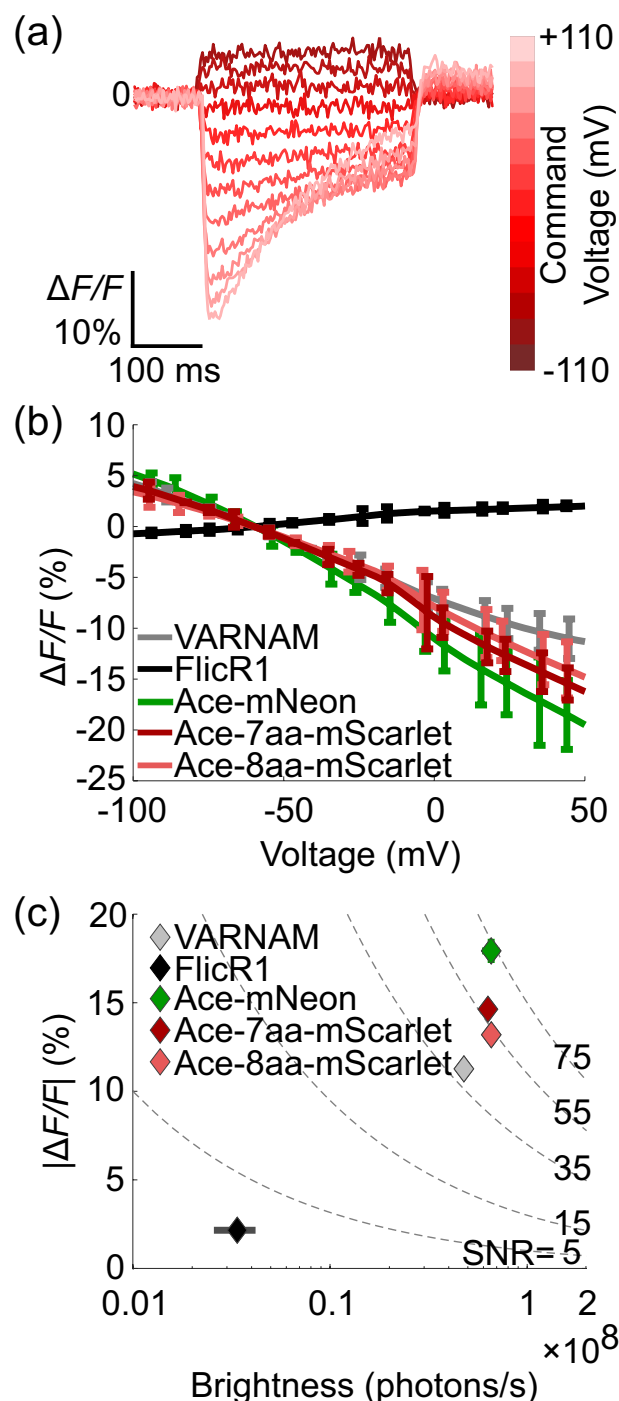 (a)
0
ΔF/F
10%
100 ms
+110
Command
Voltage (mV)
-110
(b)
10
5
0
-5
-10
-15
-20
-25
ΔF/F (%)
VARNAM
FlicR1
Ace-mNeon
Ace-7aa-mScarlet
Ace-8aa-mScarlet
-100
-50
0
50
Voltage (mV)
(c)
20
15
10
5
0
|ΔF/F| (%)
VARNAM
FlicR1
Ace-mNeon
Ace-7aa-mScarlet
Ace-8aa-mScarlet
75
55
35
15
SNR= 5
0.01
0.1
1
2
×10⁸
Brightness (photons/s)